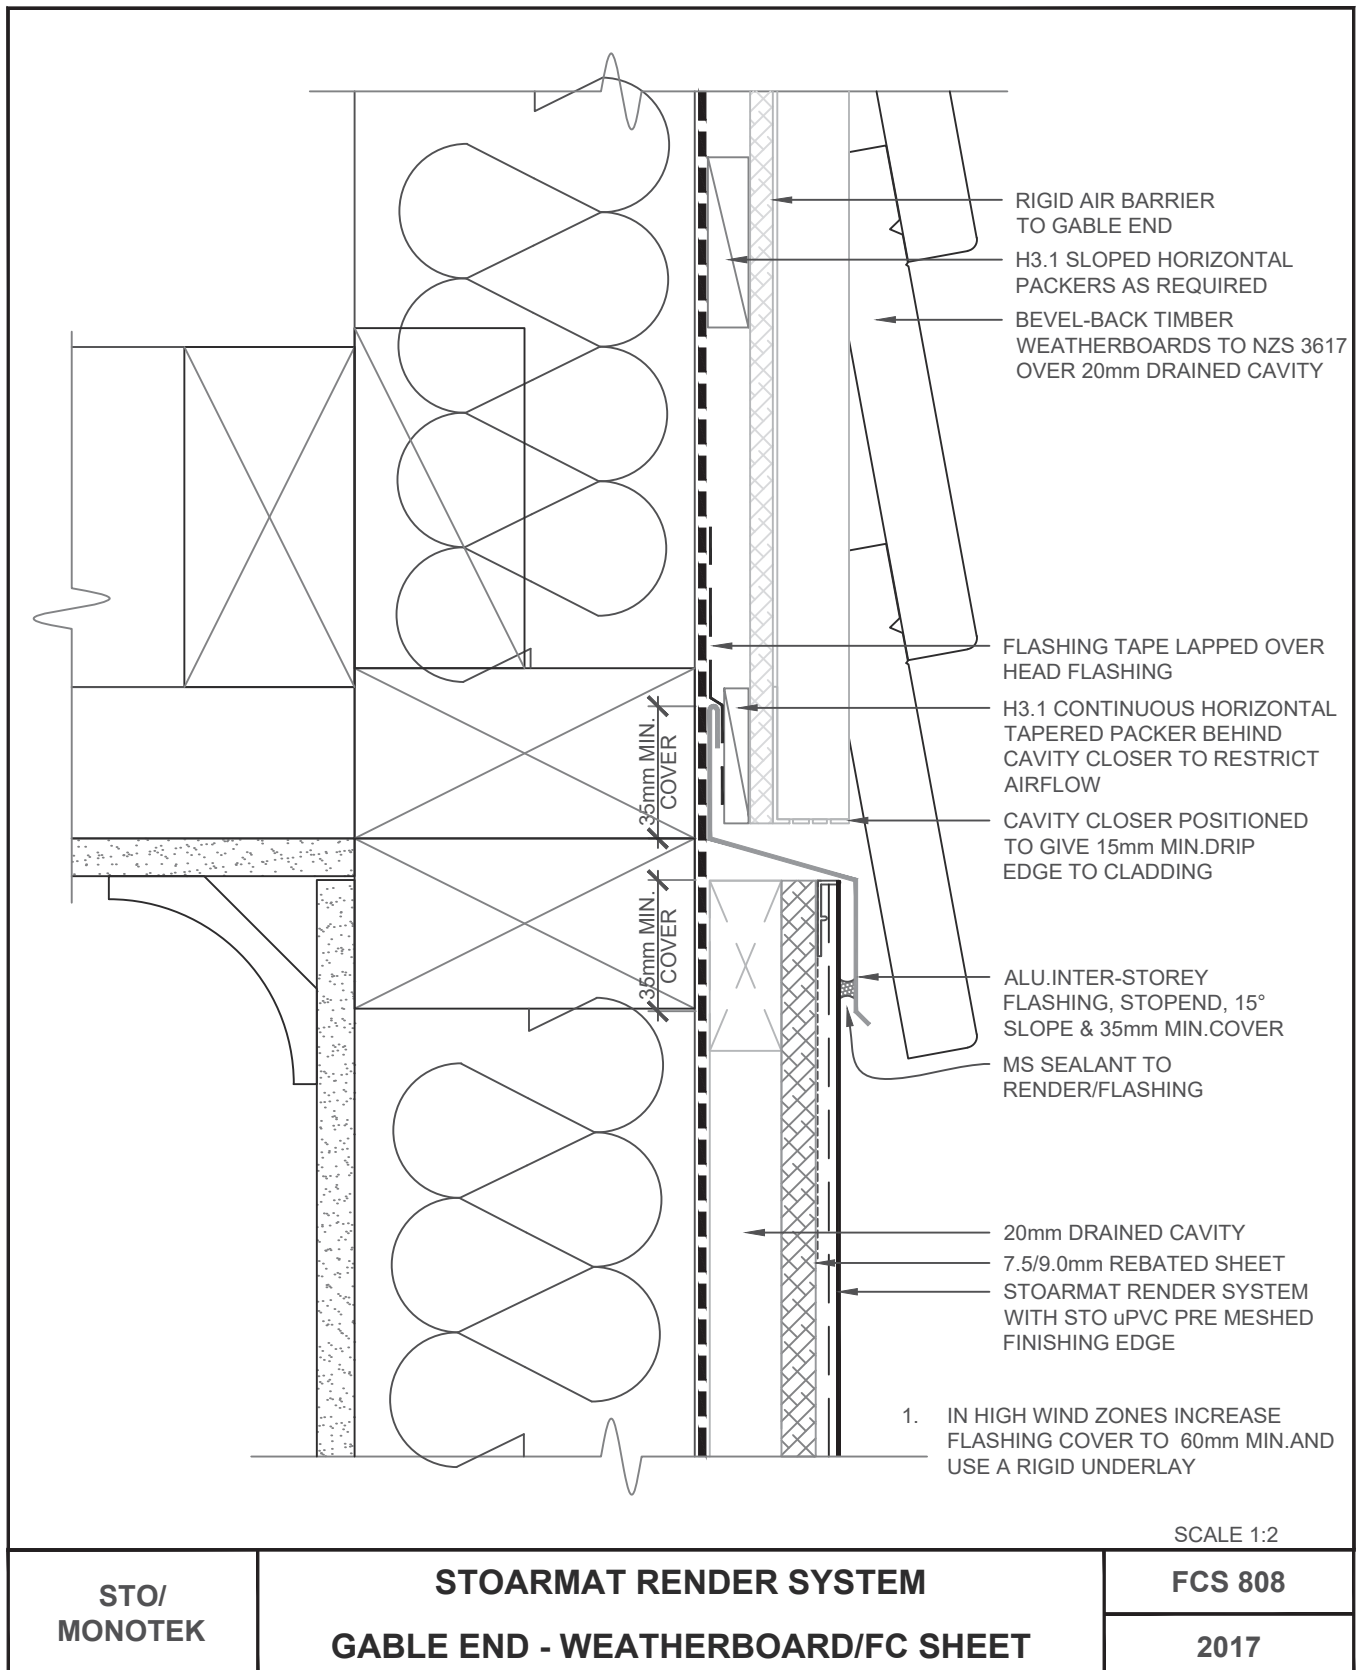 RIGID AIR BARRIER
TO GABLE END
H3.1 SLOPED HORIZONTAL
PACKERS AS REQUIRED
BEVEL-BACK TIMBER
WEATHERBOARDS TO NZS 3617
OVER 20mm DRAINED CAVITY
FLASHING TAPE LAPPED OVER
HEAD FLASHING
H3.1 CONTINUOUS HORIZONTAL
TAPERED PACKER BEHIND
CAVITY CLOSER TO RESTRICT
AIRFLOW
35mm MIN.
COVER
CAVITY CLOSER POSITIONED
TO GIVE 15mm MIN.DRIP
EDGE TO CLADDING
35mm MIN.
COVER
ALU.INTER-STOREY
FLASHING, STOPEND, 15°
SLOPE & 35mm MIN.COVER
MS SEALANT TO
RENDER/FLASHING
20mm DRAINED CAVITY
7.5/9.0mm REBATED SHEET
STOARMAT RENDER SYSTEM
WITH STO uPVC PRE MESHED
FINISHING EDGE
1. IN HIGH WIND ZONES INCREASE
FLASHING COVER TO 60mm MIN.AND
USE A RIGID UNDERLAY
SCALE 1:2
STO/
MONOTEK
STOARMAT RENDER SYSTEM
GABLE END - WEATHERBOARD/FC SHEET
FCS 808
2017